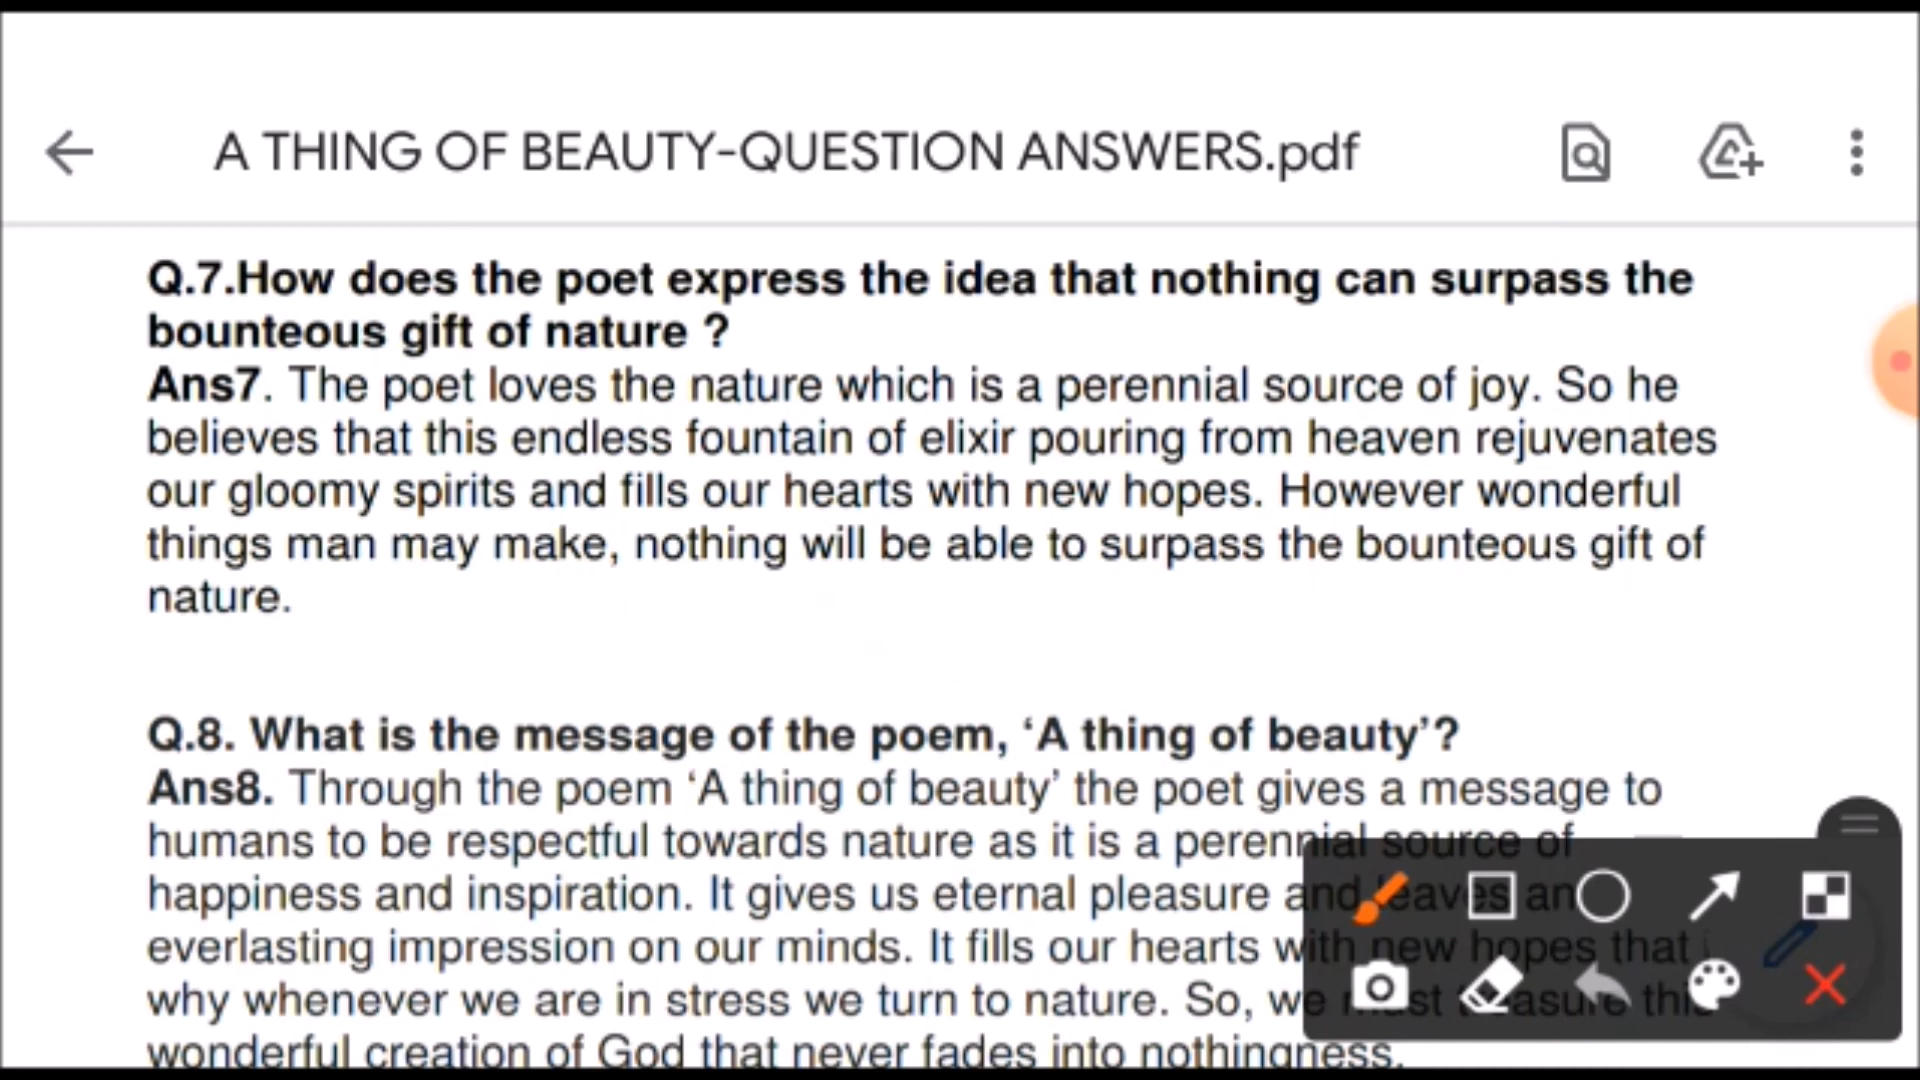 A THING OF BEAUTY-QUESTION ANSWERS.pdf
Q.7.How does the poet express the idea that nothing can surpass the
bounteous gift of nature ?
Ans7. The poet loves the nature which is a perennial source of joy. So he
believes that this endless fountain of elixir pouring from heaven rejuvenates
our gloomy spirits and fills our hearts with new hopes. However wonderful
things man may make, nothing will be able to surpass the bounteous gift of
nature.
Q.8. What is the message of the poem, ‘A thing of beauty’?
Ans8. Through the poem ‘A thing of beauty’ the poet gives a message to
humans to be respectful towards nature as it is a perennial source of
happiness and inspiration. It gives us eternal pleasure and leaves an
everlasting impression on our minds. It fills our hearts with new hopes that
why whenever we are in stress we turn to nature. So, we
wonderful creation of God that never fades into nothingness.